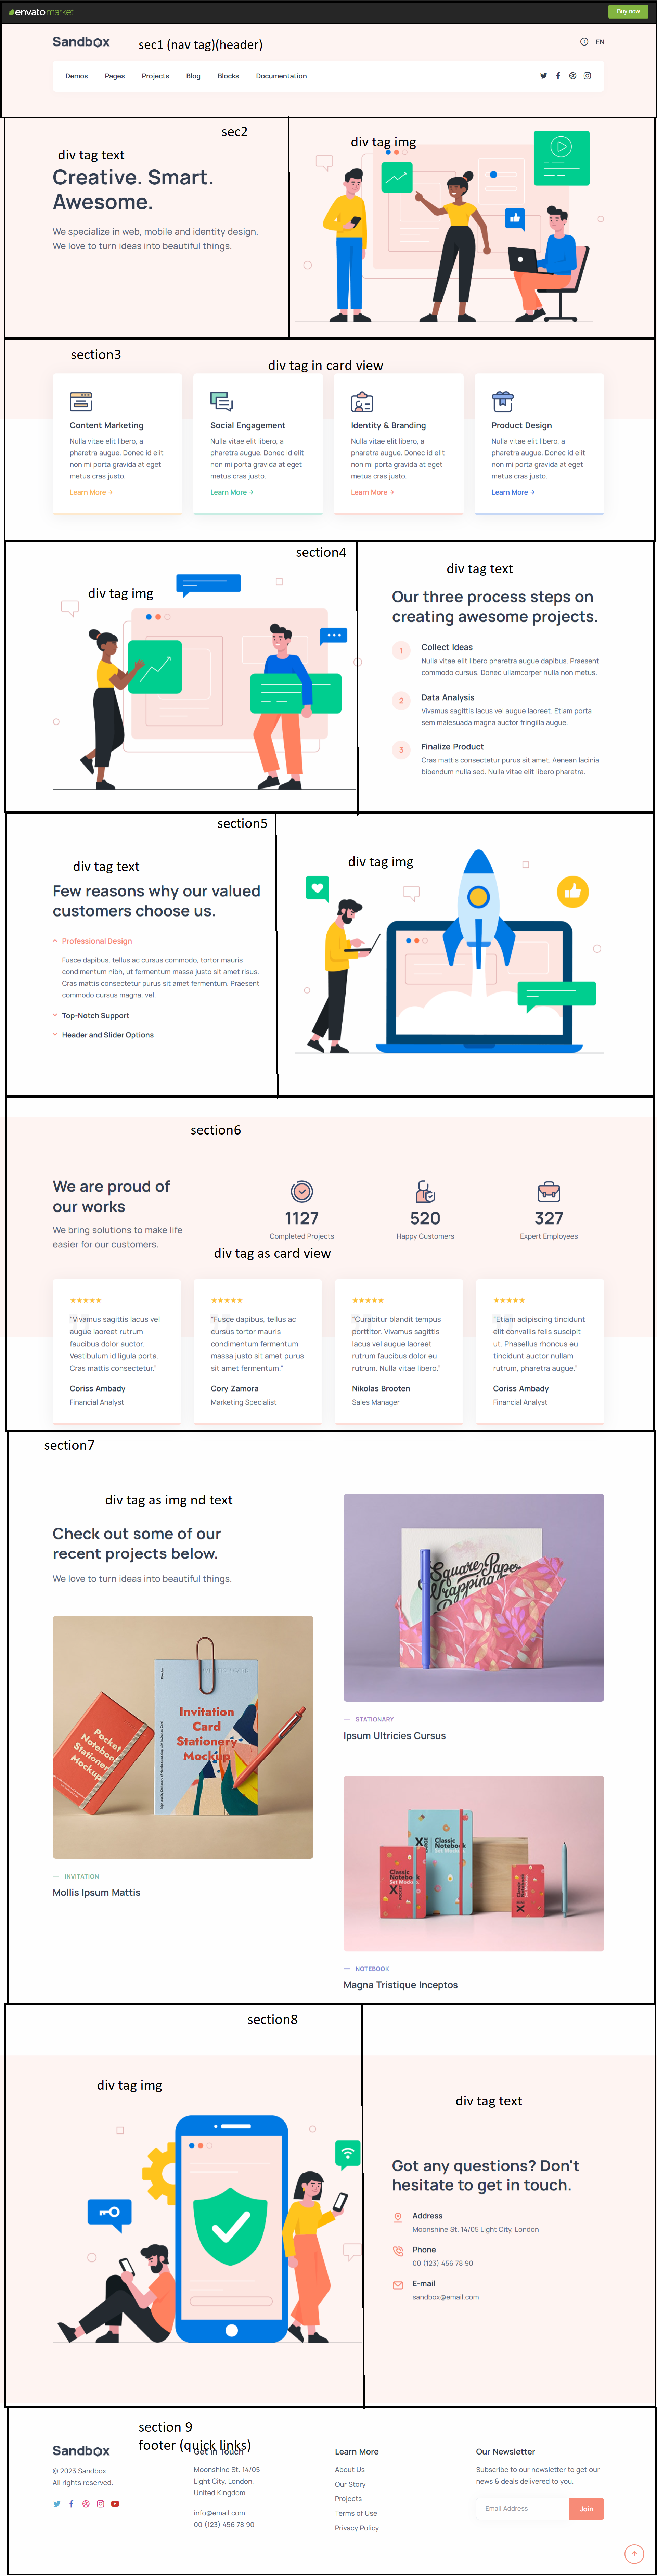 envato market
Buy now
Sandbox
sec1 (nav tag)(header)
EN
Demos Pages Projects Blog Blocks Documentation
sec2
div tag text
div tag img
Creative. Smart.
Awesome.
We specialize in web, mobile and identity design.
We love to turn ideas into beautiful things.
section3
div tag in card view
Content Marketing
Nulla vitae elit libero, a
pharetra augue. Donec id elit
non mi porta gravida at eget
metus cras justo.
Learn More
Social Engagement
Nulla vitae elit libero, a
pharetra augue. Donec id elit
non mi porta gravida at eget
metus cras justo.
Learn More
Identity & Branding
Nulla vitae elit libero, a
pharetra augue. Donec id elit
non mi porta gravida at eget
metus cras justo.
Learn More
Product Design
Nulla vitae elit libero, a
pharetra augue. Donec id elit
non mi porta gravida at eget
metus cras justo.
Learn More
section4
div tag img
div tag text
Our three process steps on
creating awesome projects.
1
Collect Ideas
Nulla vitae elit libero pharetra augue dapibus. Praesent
commodo cursus. Donec ullamcorper nulla non metus.
2
Data Analysis
Vivamus sagittis lacus vel augue laoreet. Etiam porta
sem malesuada magna auctor fringilla augue.
3
Finalize Product
Cras mattis consectetur purus sit amet. Aenean lacinia
bibendum nulla sed. Nulla vitae elit libero pharetra.
section5
div tag text
div tag img
Few reasons why our valued
customers choose us.
Professional Design
Fusce dapibus, tellus ac cursus commodo, tortor mauris
condimentum nibh, ut fermentum massa justo sit amet risus.
Cras mattis consectetur purus sit amet fermentum. Praesent
commodo cursus magna, vel.
Top-Notch Support
Header and Slider Options
section6
We are proud of
our works
We bring solutions to make life
easier for our customers.
1127
Completed Projects
520
Happy Customers
327
Expert Employees
div tag as card view
"Vivamus sagittis lacus vel
augue laoreet rutrum
faucibus dolor auctor.
Vestibulum id ligula porta.
Cras mattis consectetur."
Coriss Ambady
Financial Analyst
"Fusce dapibus, tellus ac
cursus tortor mauris
condimentum fermentum
massa justo sit amet purus
sit amet fermentum."
Cory Zamora
Marketing Specialist
"Curabitur blandit tempus
porttitor. Vivamus sagittis
lacus vel augue laoreet
rutrum faucibus dolor eu
rutrum. Nulla vitae libero."
Nikolas Brooten
Sales Manager
"Etiam adipiscing tincidunt
elit convallis felis suscipit
ut. Phasellus rhoncus eu
tincidunt auctor nullam
rutrum, pharetra augue."
Coriss Ambady
Financial Analyst
section7
div tag as img nd text
Check out some of our
recent projects below.
We love to turn ideas into beautiful things.
Square Paper
Wrapping
STATIONARY
Ipsum Ultricies Cursus
Pocket
Notebook
Stationery
Mockup
Invitation
Card
Stationery
Mockup
INVITATION
Mollis Ipsum Mattis
Classic
Notebook
Classic
Notebook
NOTEBOOK
Magna Tristique Inceptos
section8
div tag img
div tag text
Got any questions? Don't
hesitate to get in touch.
Address
Moonshine St. 14/05 Light City, London
Phone
00 (123) 456 78 90
E-mail
sandbox@email.com
section 9
footer (quick links)
Sandbox
© 2023 Sandbox.
All rights reserved.
Get in Touch
Moonshine St. 14/05
Light City, London,
United Kingdom
info@email.com
00 (123) 456 78 90
Learn More
About Us
Our Story
Projects
Terms of Use
Privacy Policy
Our Newsletter
Subscribe to our newsletter to get our
news & deals delivered to you.
Email Address
Join